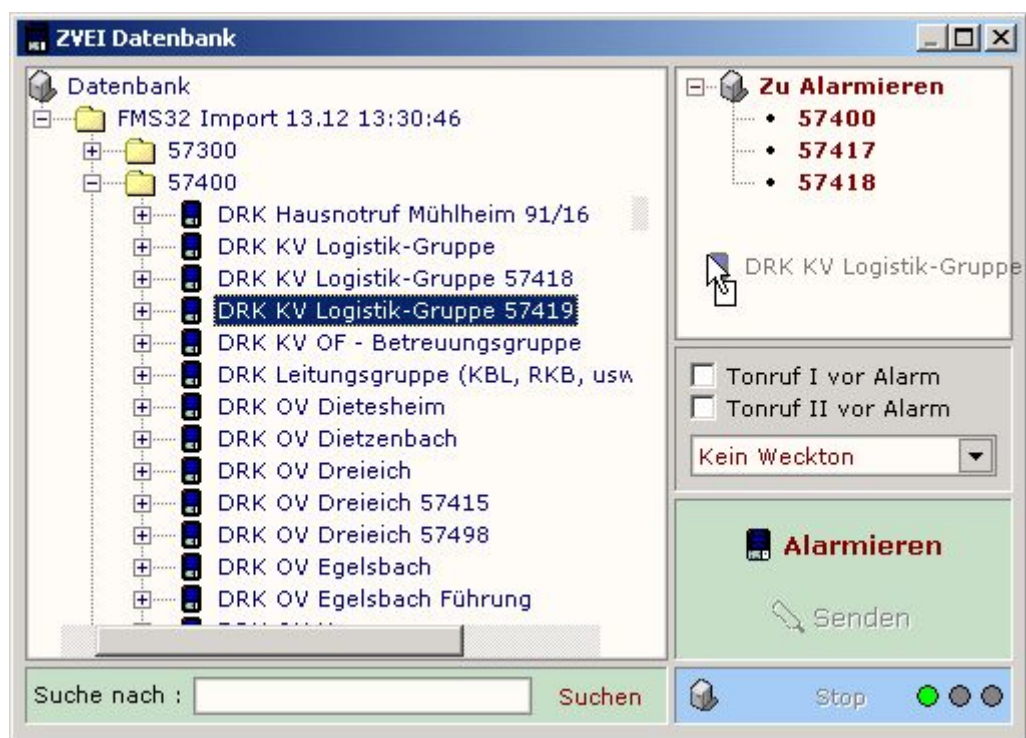 ZVEI Datenbank
Datenbank
FMS32 Import 13.12 13:30:46
57300
57400
DRK Hausnotruf Mühlheim 91/16
DRK KV Logistik-Gruppe
DRK KV Logistik-Gruppe 57418
DRK KV Logistik-Gruppe 57419
DRK KV OF - Betreuungsgruppe
DRK Leitungsgruppe (KBL, RKB, usw
DRK OV Dietesheim
DRK OV Dietzenbach
DRK OV Dreieich
DRK OV Dreieich 57415
DRK OV Dreieich 57498
DRK OV Egelsbach
DRK OV Egelsbach Führung
Suche nach :
Suchen
Zu Alarmieren
57400
57417
57418
DRK KV Logistik-Gruppe
Tonruf I vor Alarm
Tonruf II vor Alarm
Kein Weckton
Alarmieren
Senden
Stop